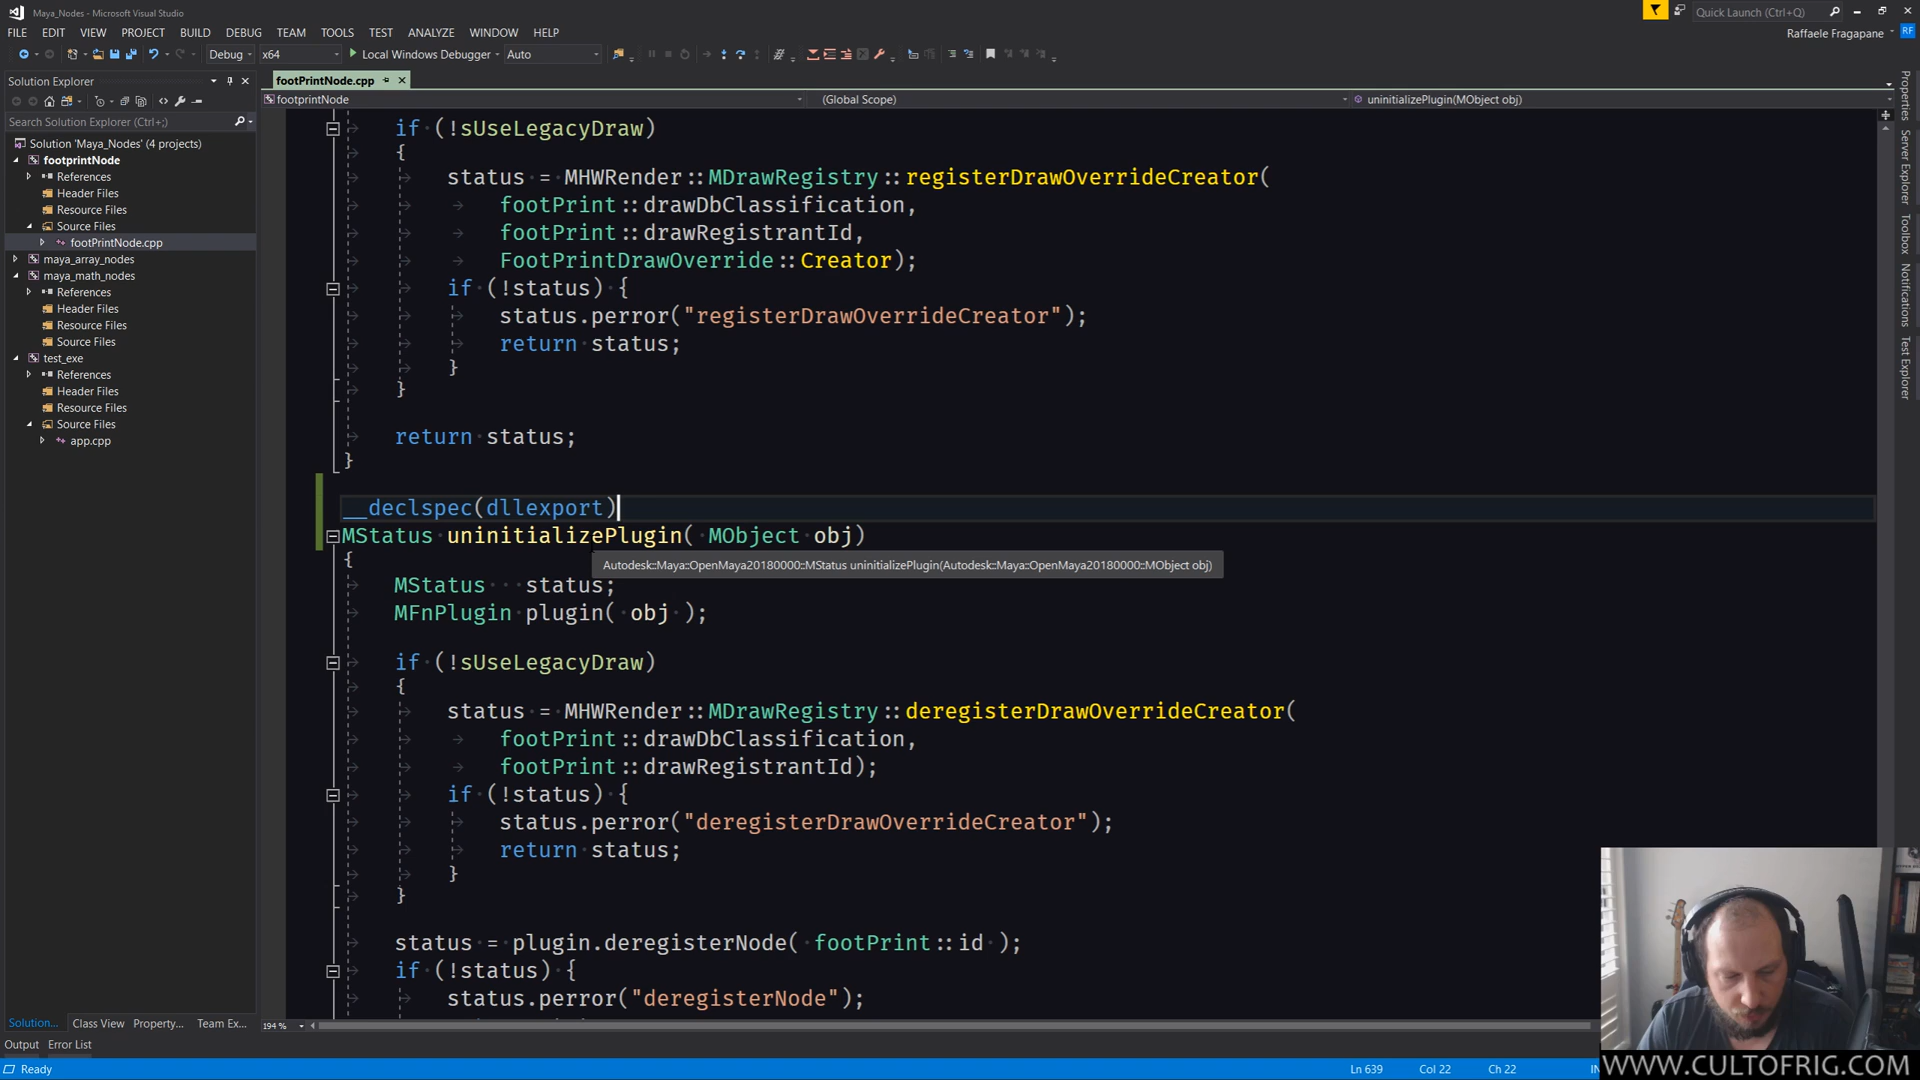 Maya_Nodes - Microsoft Visual Studio
Quick Launch (Ctrl+Q)
FILE EDIT VIEW PROJECT BUILD DEBUG TEAM TOOLS TEST ANALYZE WINDOW HELP
Raffaele Fragapane RF
Debug x64 Local Windows Debugger Auto
Solution Explorer
footPrintNode.cpp
footprintNode (Global Scope) uninitializePlugin(MObject obj)
Search Solution Explorer (Ctrl+;)
Solution 'Maya_Nodes' (4 projects)
footprintNode
References
Header Files
Resource Files
Source Files
footPrintNode.cpp
maya_array_nodes
maya_math_nodes
References
Header Files
Resource Files
Source Files
test_exe
References
Header Files
Resource Files
Source Files
app.cpp
if (!sUseLegacyDraw)
{
status = MHWRender::MDrawRegistry::registerDrawOverrideCreator(
footPrint::drawDbClassification,
footPrint::drawRegistrantId,
FootPrintDrawOverride::Creator);
if (!status) {
status.perror("registerDrawOverrideCreator");
return status;
}
}
return status;
}
__declspec(dllexport)
MStatus uninitializePlugin( MObject obj)
{
Autodesk::Maya::OpenMaya20180000::MStatus uninitializePlugin(Autodesk::Maya::OpenMaya20180000::MObject obj)
MStatus status;
MFnPlugin plugin( obj );
if (!sUseLegacyDraw)
{
status = MHWRender::MDrawRegistry::deregisterDrawOverrideCreator(
footPrint::drawDbClassification,
footPrint::drawRegistrantId);
if (!status) {
status.perror("deregisterDrawOverrideCreator");
return status;
}
}
status = plugin.deregisterNode( footPrint::id );
if (!status) {
status.perror("deregisterNode");
Properties
Server Explorer
Toolbox
Notifications
Test Explorer
Solution... Class View Property... Team Ex...
194 %
Output Error List
Ready Ln 639 Col 22 Ch 22
WWW.CULTOFRIG.COM